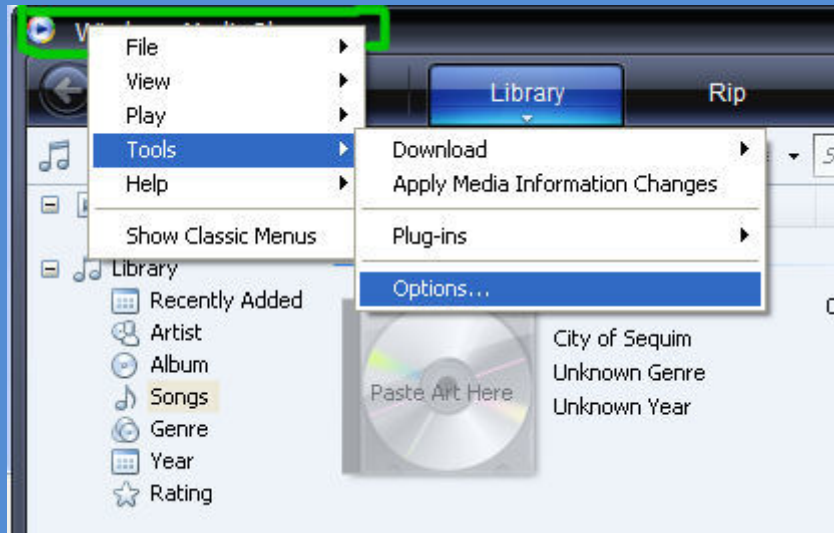 File
View
Play
Tools
Help
Show Classic Menus
Library
Rip
Download
Apply Media Information Changes
Plug-ins
Options...
Library
Recently Added
Artist
Album
Songs
Genre
Year
Rating
Paste Art Here
City of Sequim
Unknown Genre
Unknown Year